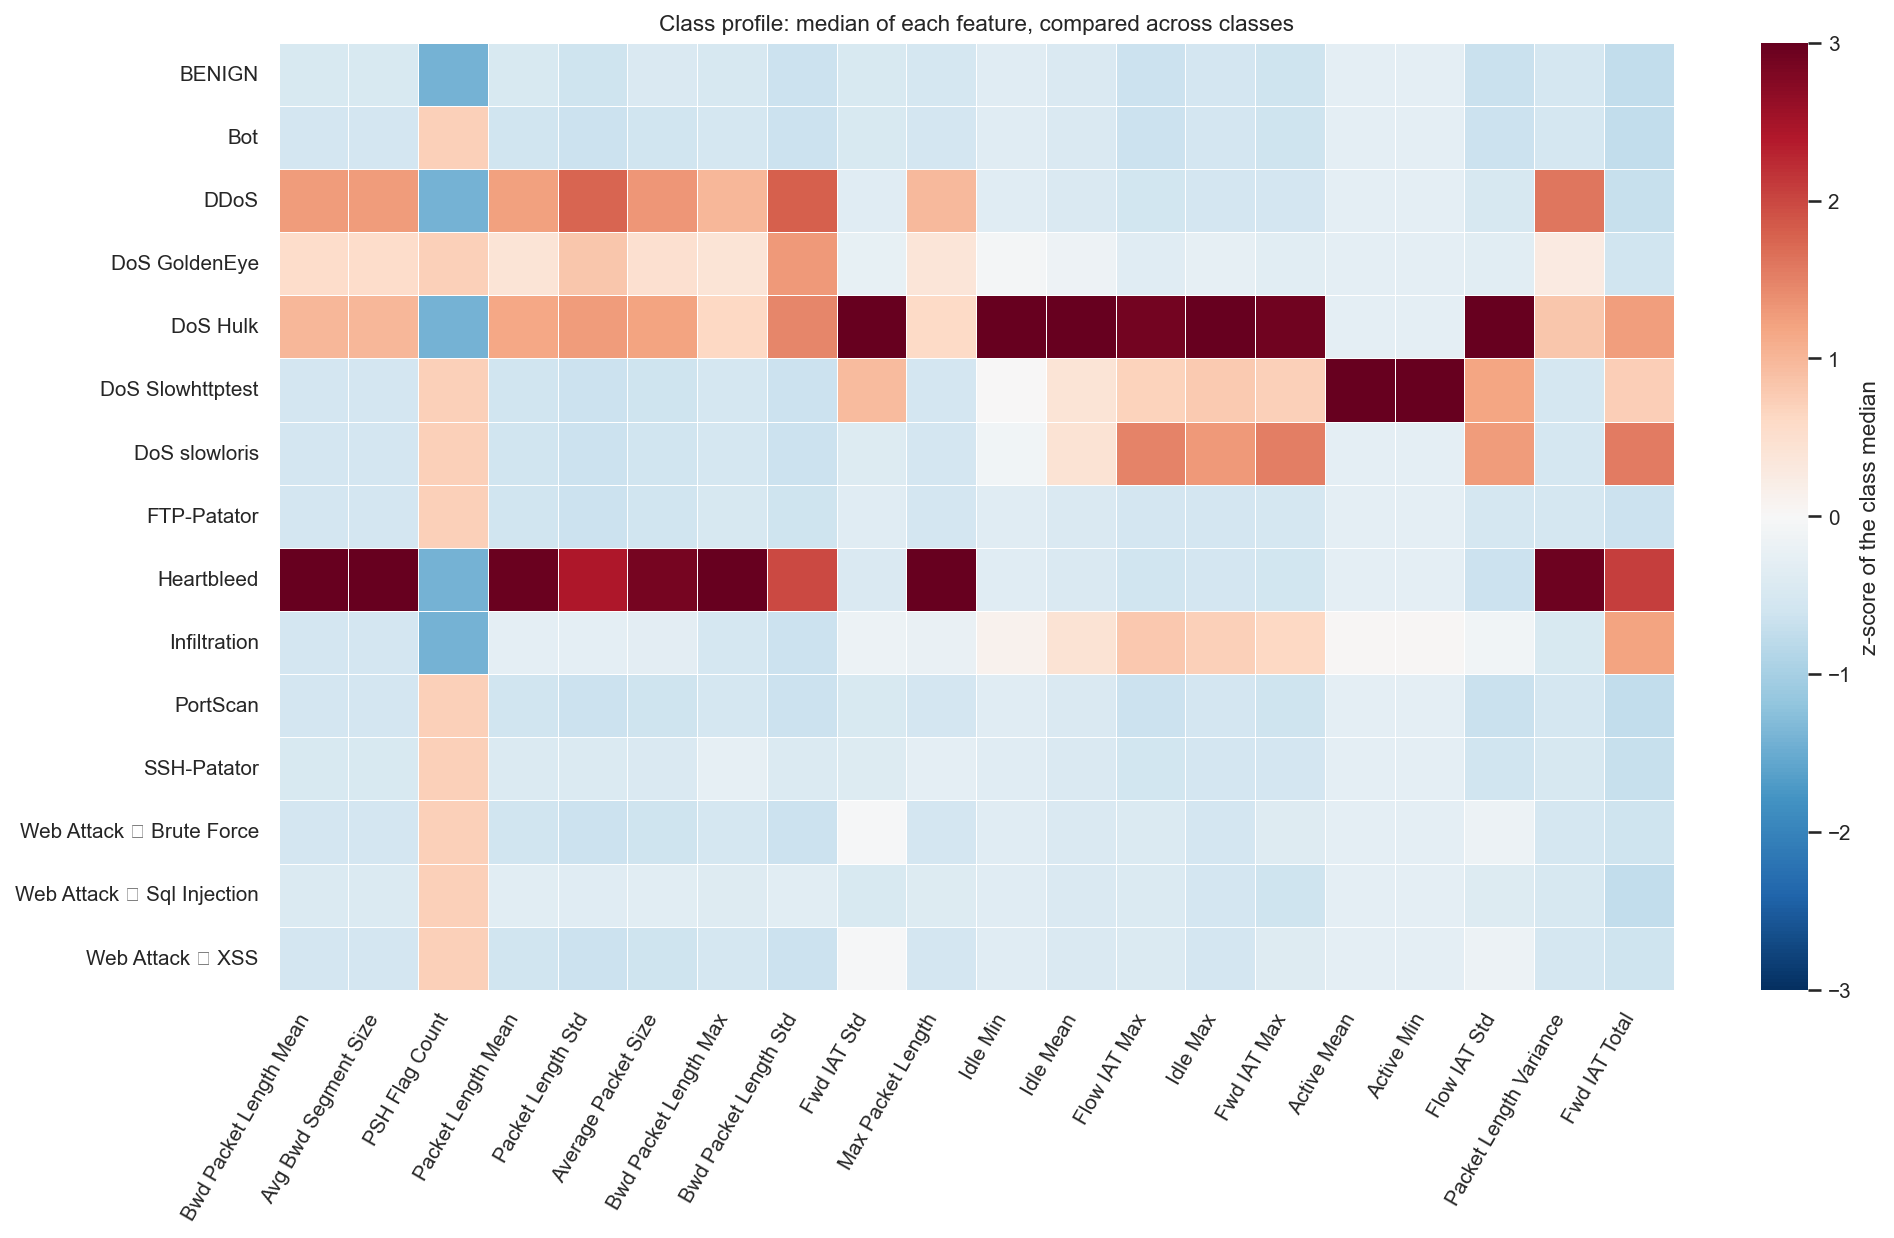 Class profile: median of each feature, compared across classes
BENIGN
Bot
DDoS
DoS GoldenEye
DoS Hulk
DoS Slowhttptest
DoS slowloris
FTP-Patator
Heartbleed
Infiltration
PortScan
SSH-Patator
Web Attack □ Brute Force
Web Attack □ Sql Injection
Web Attack □ XSS
Bwd Packet Length Mean
Avg Bwd Segment Size
PSH Flag Count
Packet Length Mean
Packet Length Std
Average Packet Size
Bwd Packet Length Max
Bwd Packet Length Std
Fwd IAT Std
Max Packet Length
Idle Min
Idle Mean
Flow IAT Max
Idle Max
Fwd IAT Max
Active Mean
Active Min
Flow IAT Std
Packet Length Variance
Fwd IAT Total
3
2
1
0
−1
−2
−3
z-score of the class median